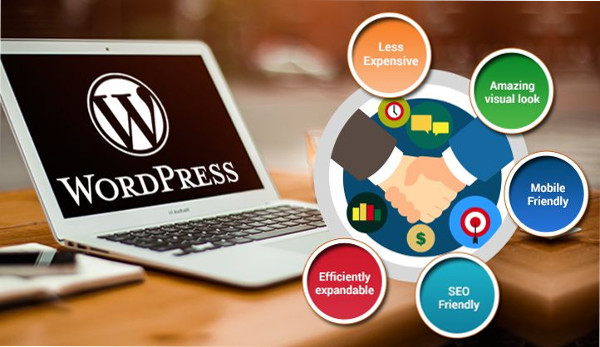 WORDPRESS
Less
Expensive
Amazing
visual look
Mobile
Friendly
SEO
Friendly
Efficiently
expandable
$